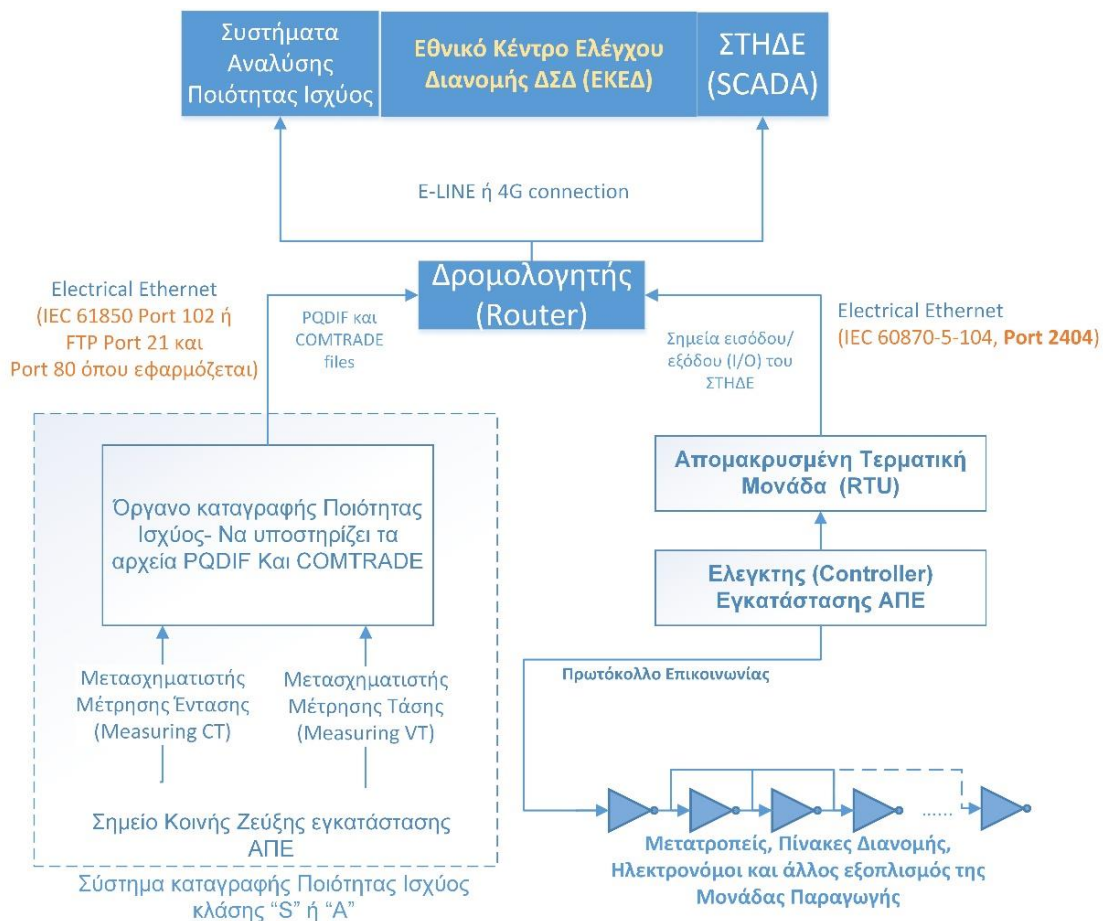 Συστήματα
Αναλύσης
Ποιότητας Ισχύος
Εθνικό Κέντρο Ελέγχου
Διανομής ΔΣΔ (ΕΚΕΔ)
ΣΤΗΔΕ
(SCADA)
E-LINE ή 4G connection
Δρομολογητής
(Router)
Electrical Ethernet
(IEC 61850 Port 102 ή
FTP Port 21 και
Port 80 όπου εφαρμόζεται)
PQDIF και
COMTRADE
files
Σημεία εισόδου/
εξόδου (I/O) του
ΣΤΗΔΕ
Electrical Ethernet
(IEC 60870-5-104, Port 2404)
Όργανο καταγραφής Ποιότητας
Ισχύος- Να υποστηρίζει τα
αρχεία PQDIF Και COMTRADE
Μετασχηματιστής
Μέτρησης Έντασης
(Measuring CT)
Μετασχηματιστής
Μέτρησης Τάσης
(Measuring VT)
Σημείο Κοινής Ζεύξης εγκατάστασης
ΑΠΕ
Σύστημα καταγραφής Ποιότητας Ισχύος
κλάσης “S” ή “A”
Απομακρυσμένη Τερματική
Μονάδα (RTU)
Ελεγκτης (Controller)
Εγκατάστασης ΑΠΕ
Πρωτόκολλο Επικοινωνίας
......
Μετατροπείς, Πίνακες Διανομής,
Ηλεκτρονόμοι και άλλος εξοπλισμός της
Μονάδας Παραγωγής